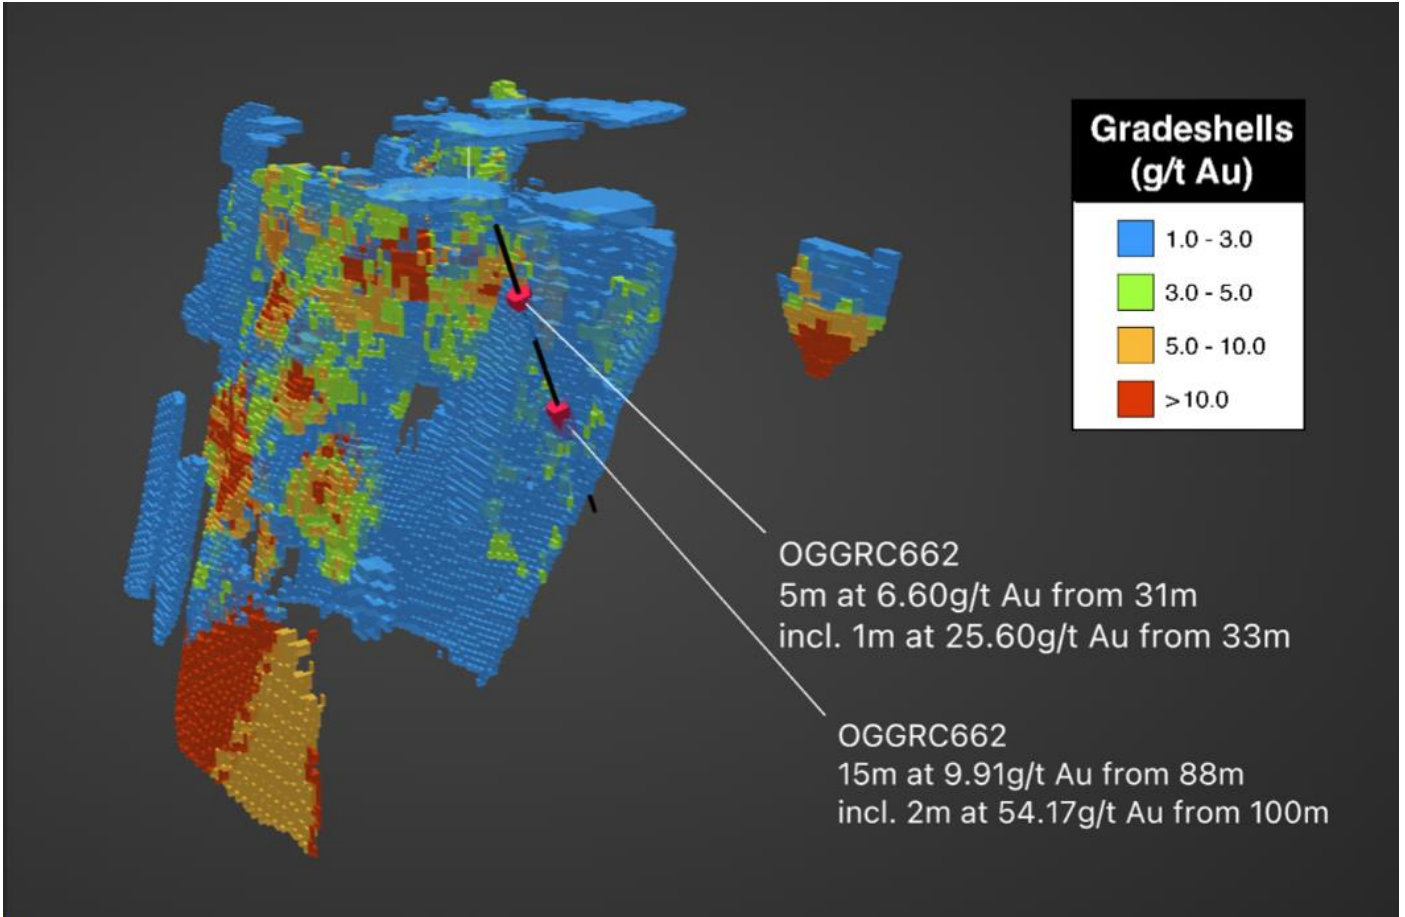 Gradeshells
(g/t Au)
1.0 - 3.0
3.0 - 5.0
5.0 - 10.0
>10.0
OGGRC662
5m at 6.60g/t Au from 31m
incl. 1m at 25.60g/t Au from 33m
OGGRC662
15m at 9.91g/t Au from 88m
incl. 2m at 54.17g/t Au from 100m